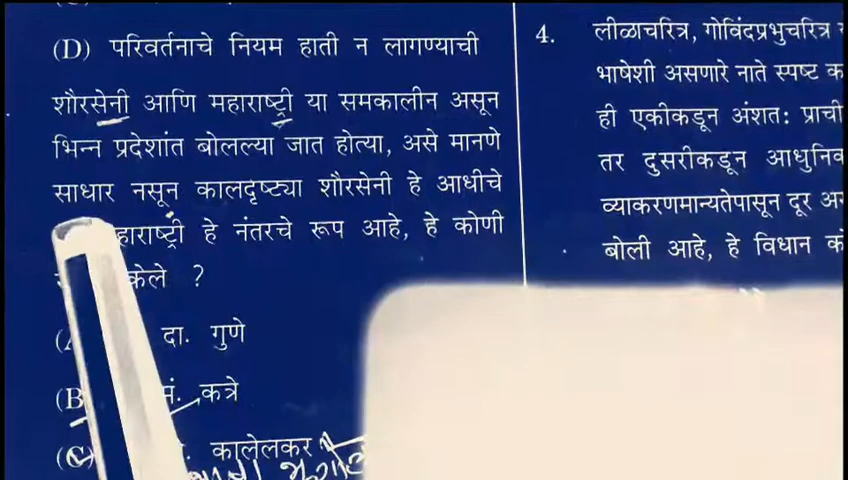 (D) परिवर्तनाचे नियम हाती न लागण्याची
शौरसेनी आणि महाराष्ट्री या समकालीन असून
भिन्न प्रदेशांत बोलल्या जात होत्या, असे मानणे
साधार नसून कालदृष्ट्या शौरसेनी हे आधीचे
हे नंतरचे रूप आहे, हे कोणी
केले ?
दा. गुणे
(B) कत्रे
(C) कालेलकर
4. लीळाचरित्र, गोविंदप्रभुचरित्र
भाषेशी असणारे नाते स्पष्ट
ही एकीकडून अंशत:
तर दुसरीकडून
व्याकरणमान्यतेपासून दूर
बोली आहे, हे विधान